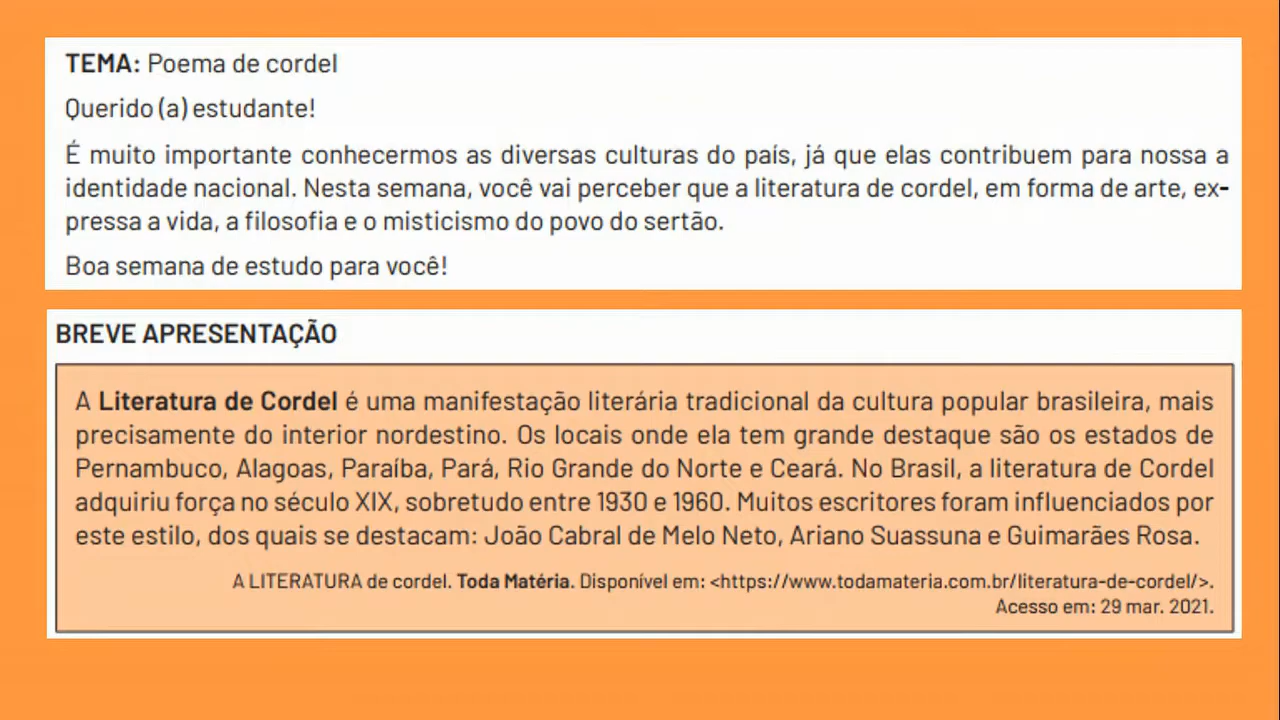 TEMA: Poema de cordel
Querido (a) estudante!
É muito importante conhecermos as diversas culturas do país, já que elas contribuem para nossa a
identidade nacional. Nesta semana, você vai perceber que a literatura de cordel, em forma de arte, ex-
pressa a vida, a filosofia e o misticismo do povo do sertão.
Boa semana de estudo para você!
BREVE APRESENTAÇÃO
A Literatura de Cordel é uma manifestação literária tradicional da cultura popular brasileira, mais
precisamente do interior nordestino. Os locais onde ela tem grande destaque são os estados de
Pernambuco, Alagoas, Paraíba, Pará, Rio Grande do Norte e Ceará. No Brasil, a literatura de Cordel
adquiriu força no século XIX, sobretudo entre 1930 e 1960. Muitos escritores foram influenciados por
este estilo, dos quais se destacam: João Cabral de Melo Neto, Ariano Suassuna e Guimarães Rosa.
A LITERATURA de cordel. Toda Matéria. Disponível em: <https://www.todamateria.com.br/literatura-de-cordel/>.
Acesso em: 29 mar. 2021.